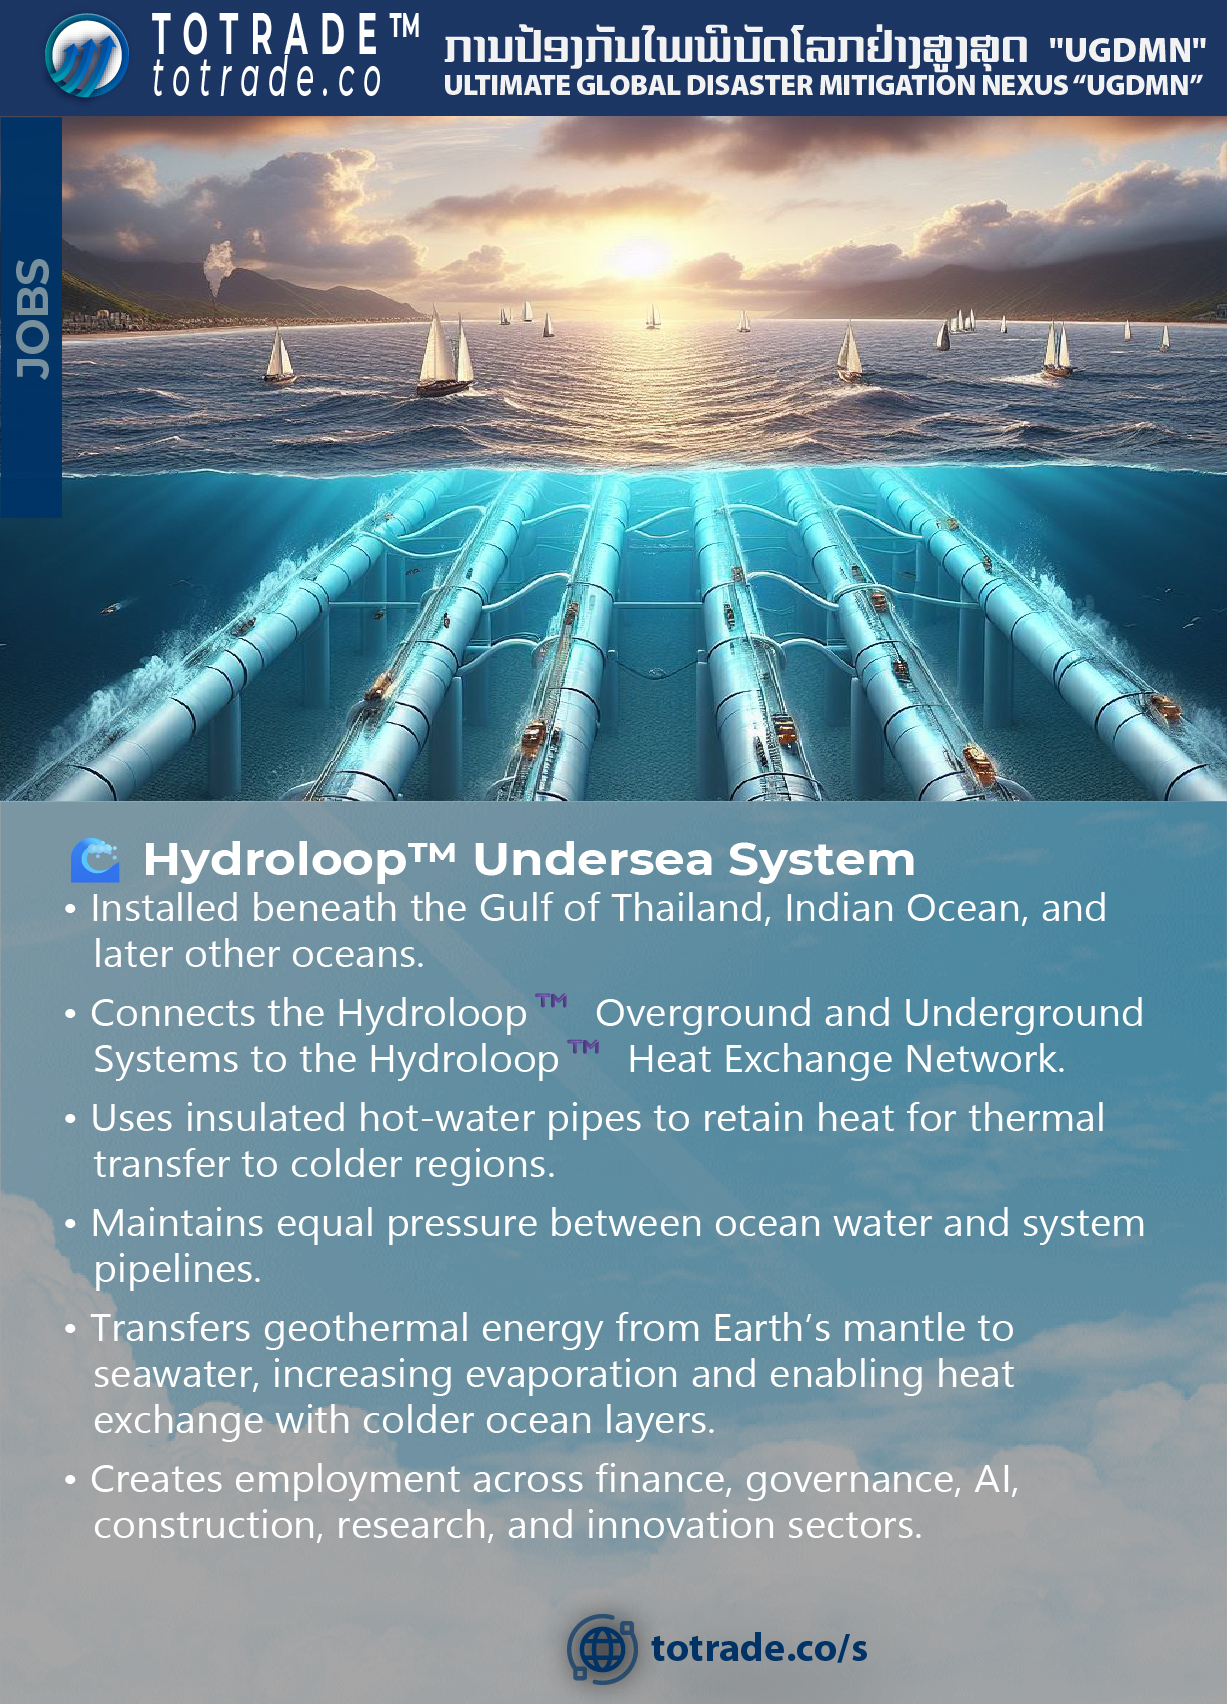 TOTRADE™
totrade.co
ການປ້ອງກັນໄພພິບັດໂລກຢ່າງສູງສຸດ "UGDMN"
ULTIMATE GLOBAL DISASTER MITIGATION NEXUS “UGDMN”
JOBS
Hydroloop™ Undersea System
• Installed beneath the Gulf of Thailand, Indian Ocean, and
later other oceans.
• Connects the Hydroloop™ Overground and Underground
Systems to the Hydroloop™ Heat Exchange Network.
• Uses insulated hot-water pipes to retain heat for thermal
transfer to colder regions.
• Maintains equal pressure between ocean water and system
pipelines.
• Transfers geothermal energy from Earth’s mantle to
seawater, increasing evaporation and enabling heat
exchange with colder ocean layers.
• Creates employment across finance, governance, AI,
construction, research, and innovation sectors.
totrade.co/s